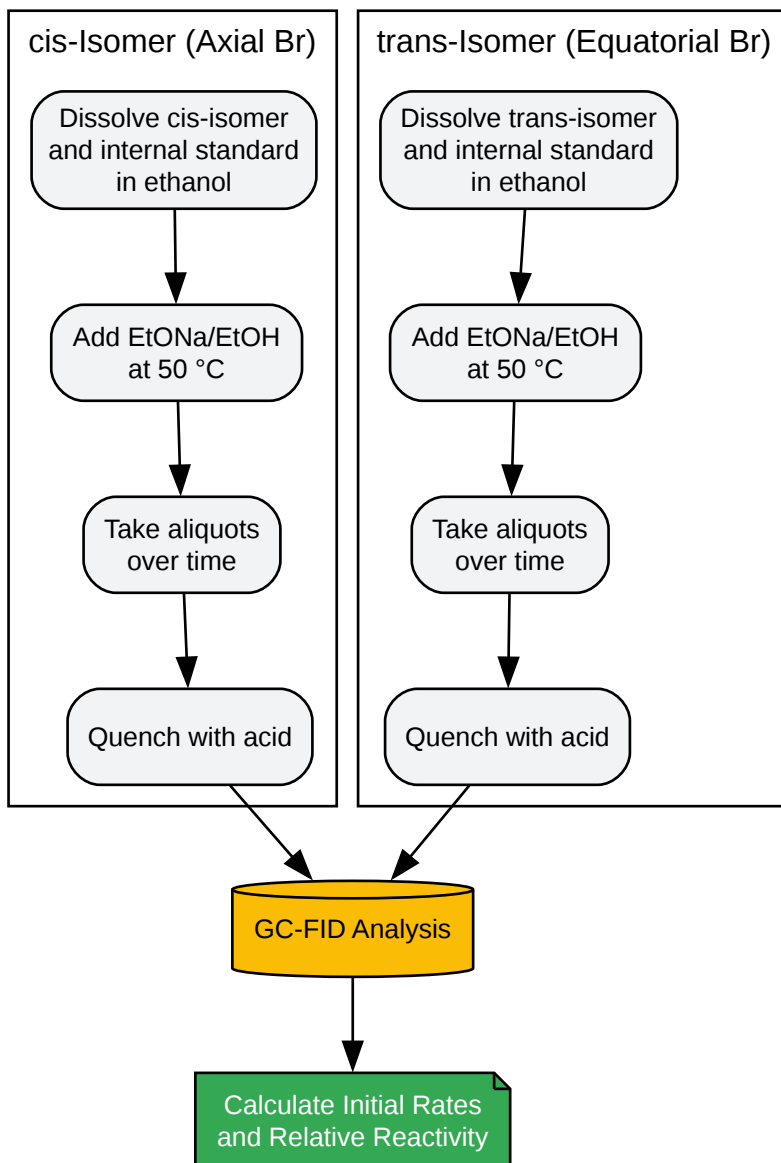 cis-Isomer (Axial Br)
Dissolve cis-isomer
and internal standard
in ethanol
Add EtONa/EtOH
at 50 °C
Take aliquots
over time
Quench with acid
trans-Isomer (Equatorial Br)
Dissolve trans-isomer
and internal standard
in ethanol
Add EtONa/EtOH
at 50 °C
Take aliquots
over time
Quench with acid
GC-FID Analysis
Calculate Initial Rates
and Relative Reactivity